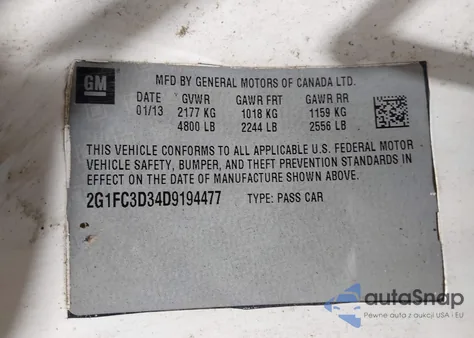 GM
MFD BY GENERAL MOTORS OF CANADA LTD.
DATE GVWR GAWR FRT GAWR RR
01/13 2177 KG 1018 KG 1159 KG
4800 LB 2244 LB 2556 LB
THIS VEHICLE CONFORMS TO ALL APPLICABLE U.S. FEDERAL MOTOR
VEHICLE SAFETY, BUMPER, AND THEFT PREVENTION STANDARDS IN
EFFECT ON THE DATE OF MANUFACTURE SHOWN ABOVE.
2G1FC3D34D9194477 TYPE: PASS CAR
autaSnap
Pewne auta z aukcji USA i EU